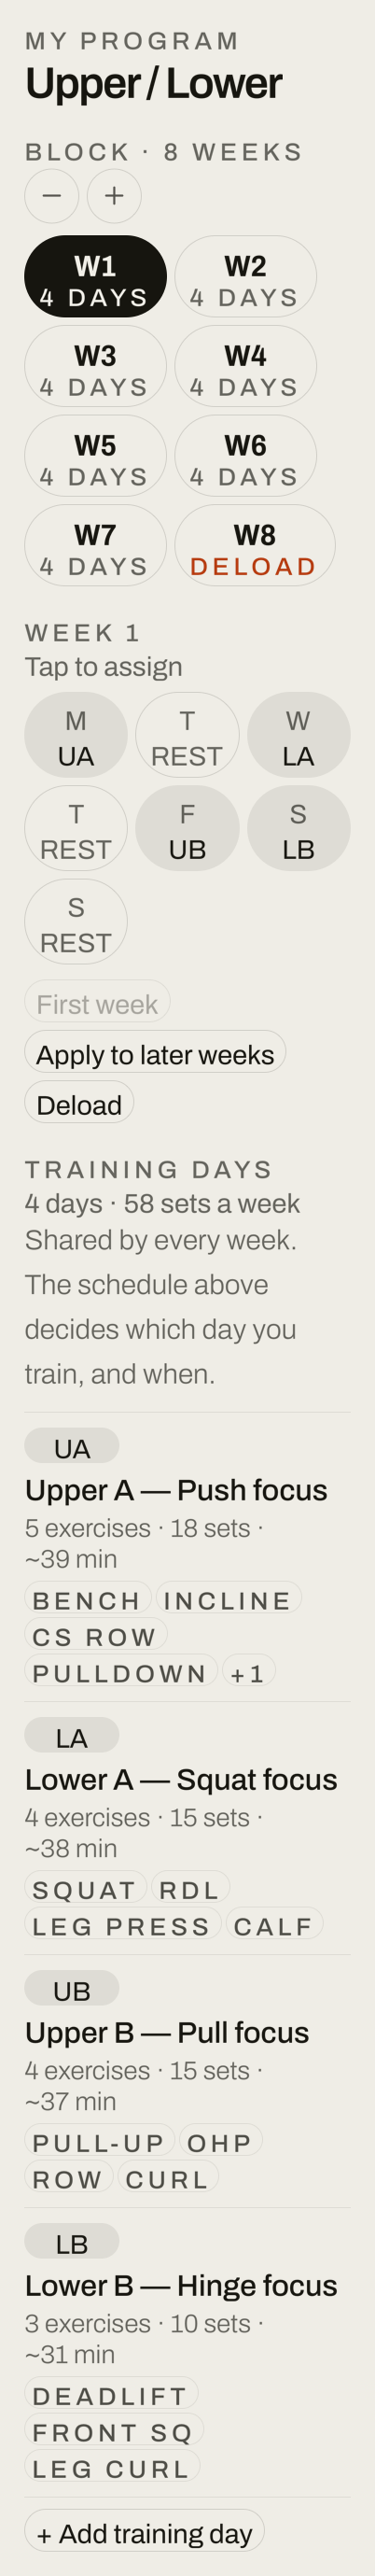 MY PROGRAM
Upper / Lower
BLOCK · 8 WEEKS
− +
W1 W2
4 DAYS 4 DAYS
W3 W4
4 DAYS 4 DAYS
W5 W6
4 DAYS 4 DAYS
W7 W8
4 DAYS DELOAD
WEEK 1
Tap to assign
M T W
UA REST LA
T F S
REST UB LB
S
REST
First week
Apply to later weeks
Deload
TRAINING DAYS
4 days · 58 sets a week
Shared by every week.
The schedule above
decides which day you
train, and when.
UA
Upper A — Push focus
5 exercises · 18 sets ·
~39 min
BENCH INCLINE
CS ROW
PULLDOWN +1
LA
Lower A — Squat focus
4 exercises · 15 sets ·
~38 min
SQUAT RDL
LEG PRESS CALF
UB
Upper B — Pull focus
4 exercises · 15 sets ·
~37 min
PULL-UP OHP
ROW CURL
LB
Lower B — Hinge focus
3 exercises · 10 sets ·
~31 min
DEADLIFT
FRONT SQ
LEG CURL
+ Add training day